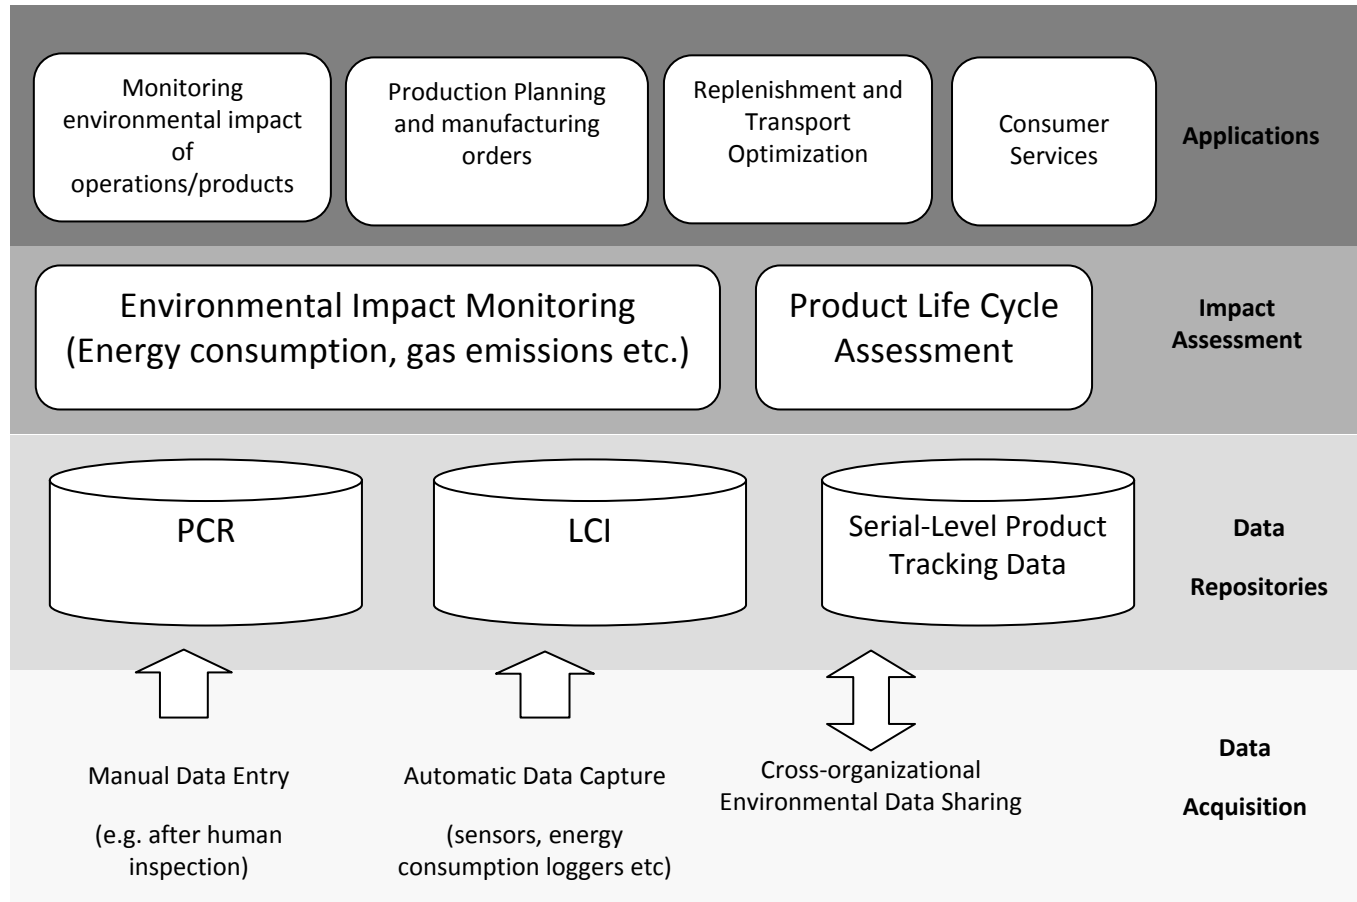 Monitoring
environmental impact
of
operations/products
Production Planning
and manufacturing
orders
Replenishment and
Transport
Optimization
Consumer
Services
Applications
Environmental Impact Monitoring
(Energy consumption, gas emissions etc.)
Product Life Cycle
Assessment
Impact
Assessment
PCR
LCI
Serial-Level Product
Tracking Data
Data
Repositories
Manual Data Entry
(e.g. after human
inspection)
Automatic Data Capture
(sensors, energy
consumption loggers etc)
Cross-organizational
Environmental Data Sharing
Data
Acquisition